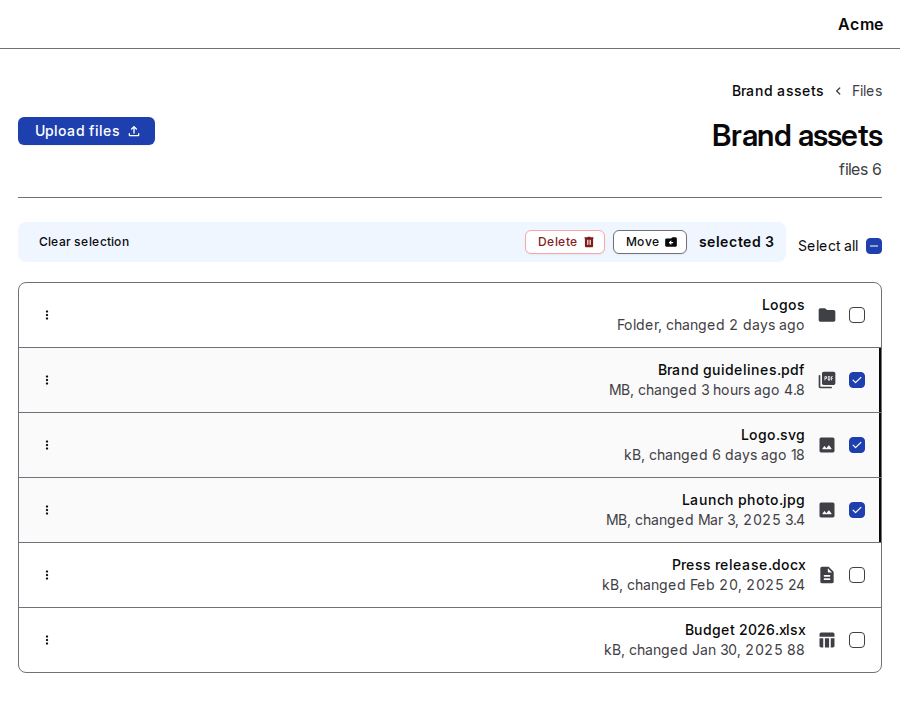 Acme
Brand assets ‹ Files
Brand assets
Upload files
files 6
Select all
selected 3
Move
Delete
Clear selection
Logos
Folder, changed 2 days ago
Brand guidelines.pdf
MB, changed 3 hours ago 4.8
Logo.svg
kB, changed 6 days ago 18
Launch photo.jpg
MB, changed Mar 3, 2025 3.4
Press release.docx
kB, changed Feb 20, 2025 24
Budget 2026.xlsx
kB, changed Jan 30, 2025 88